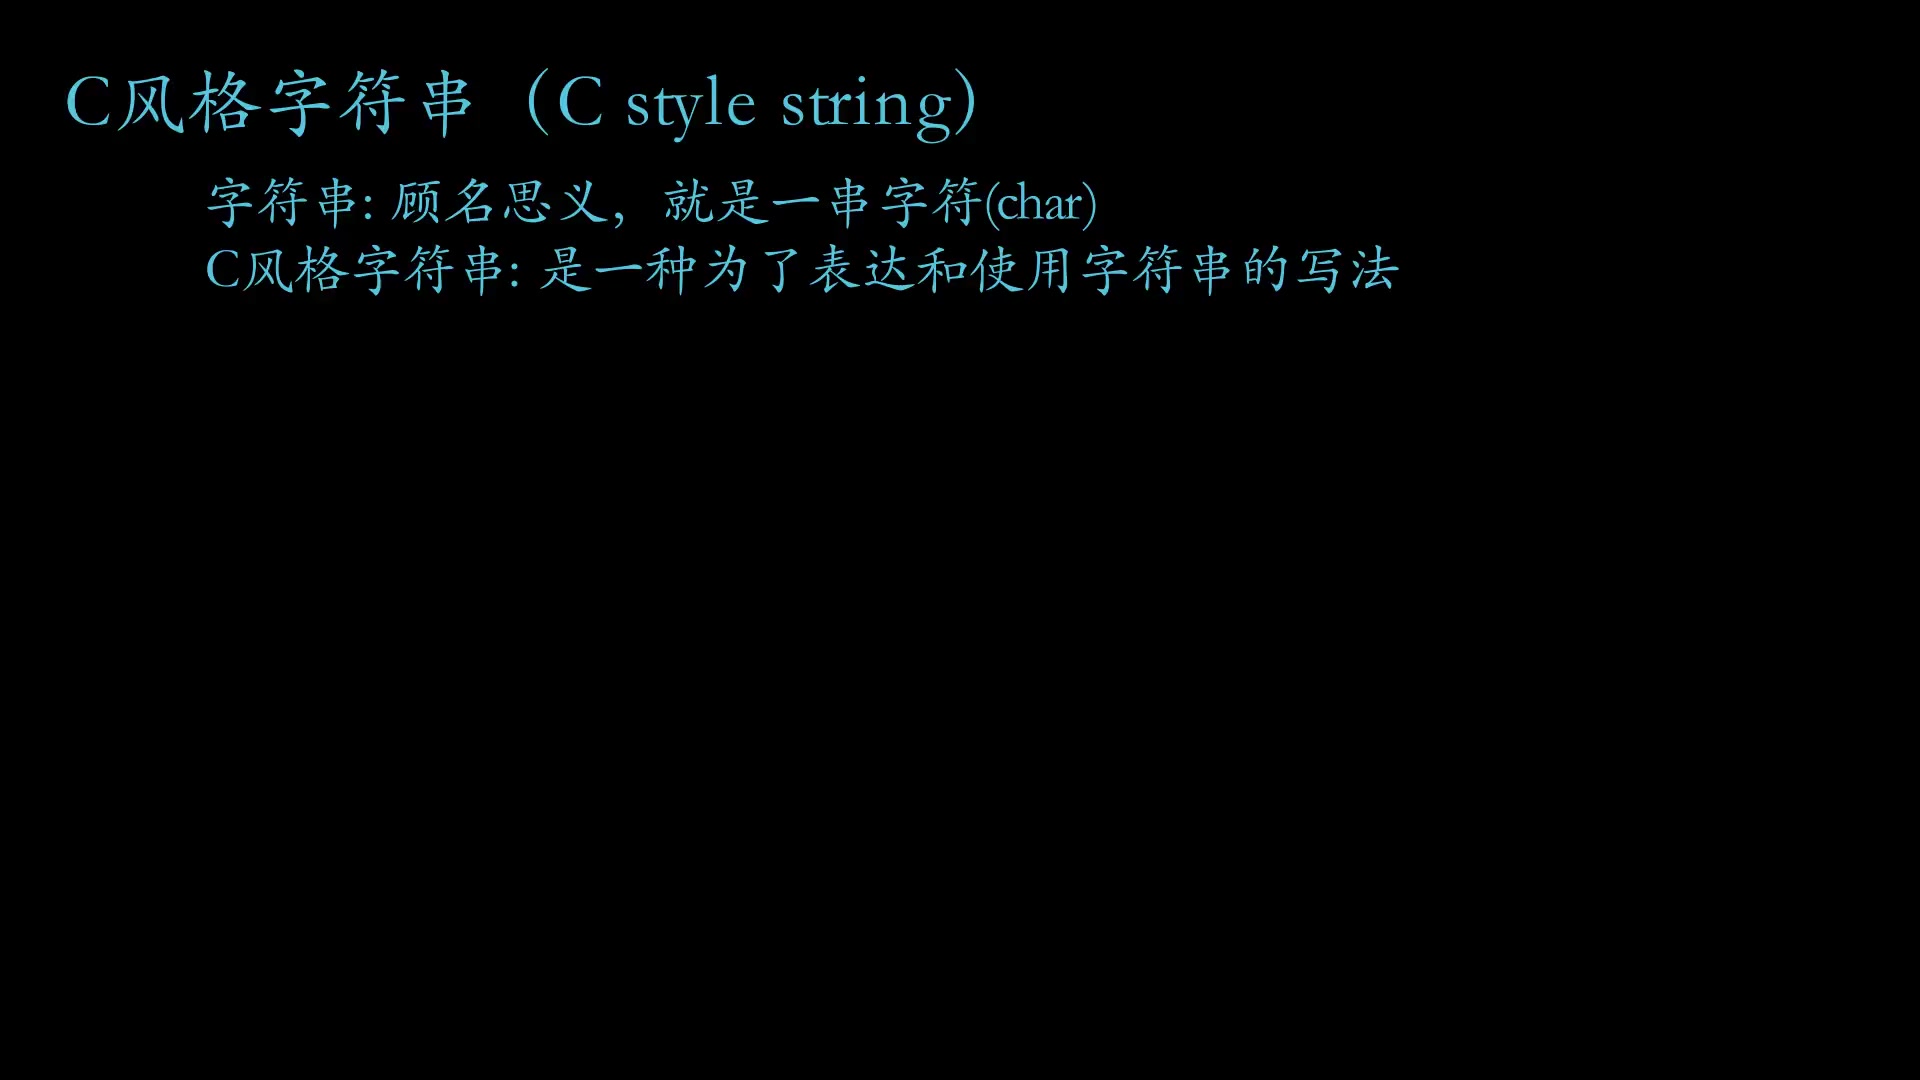 C风格字符串（C style string）
字符串: 顾名思义，就是一串字符(char)
C风格字符串: 是一种为了表达和使用字符串的写法